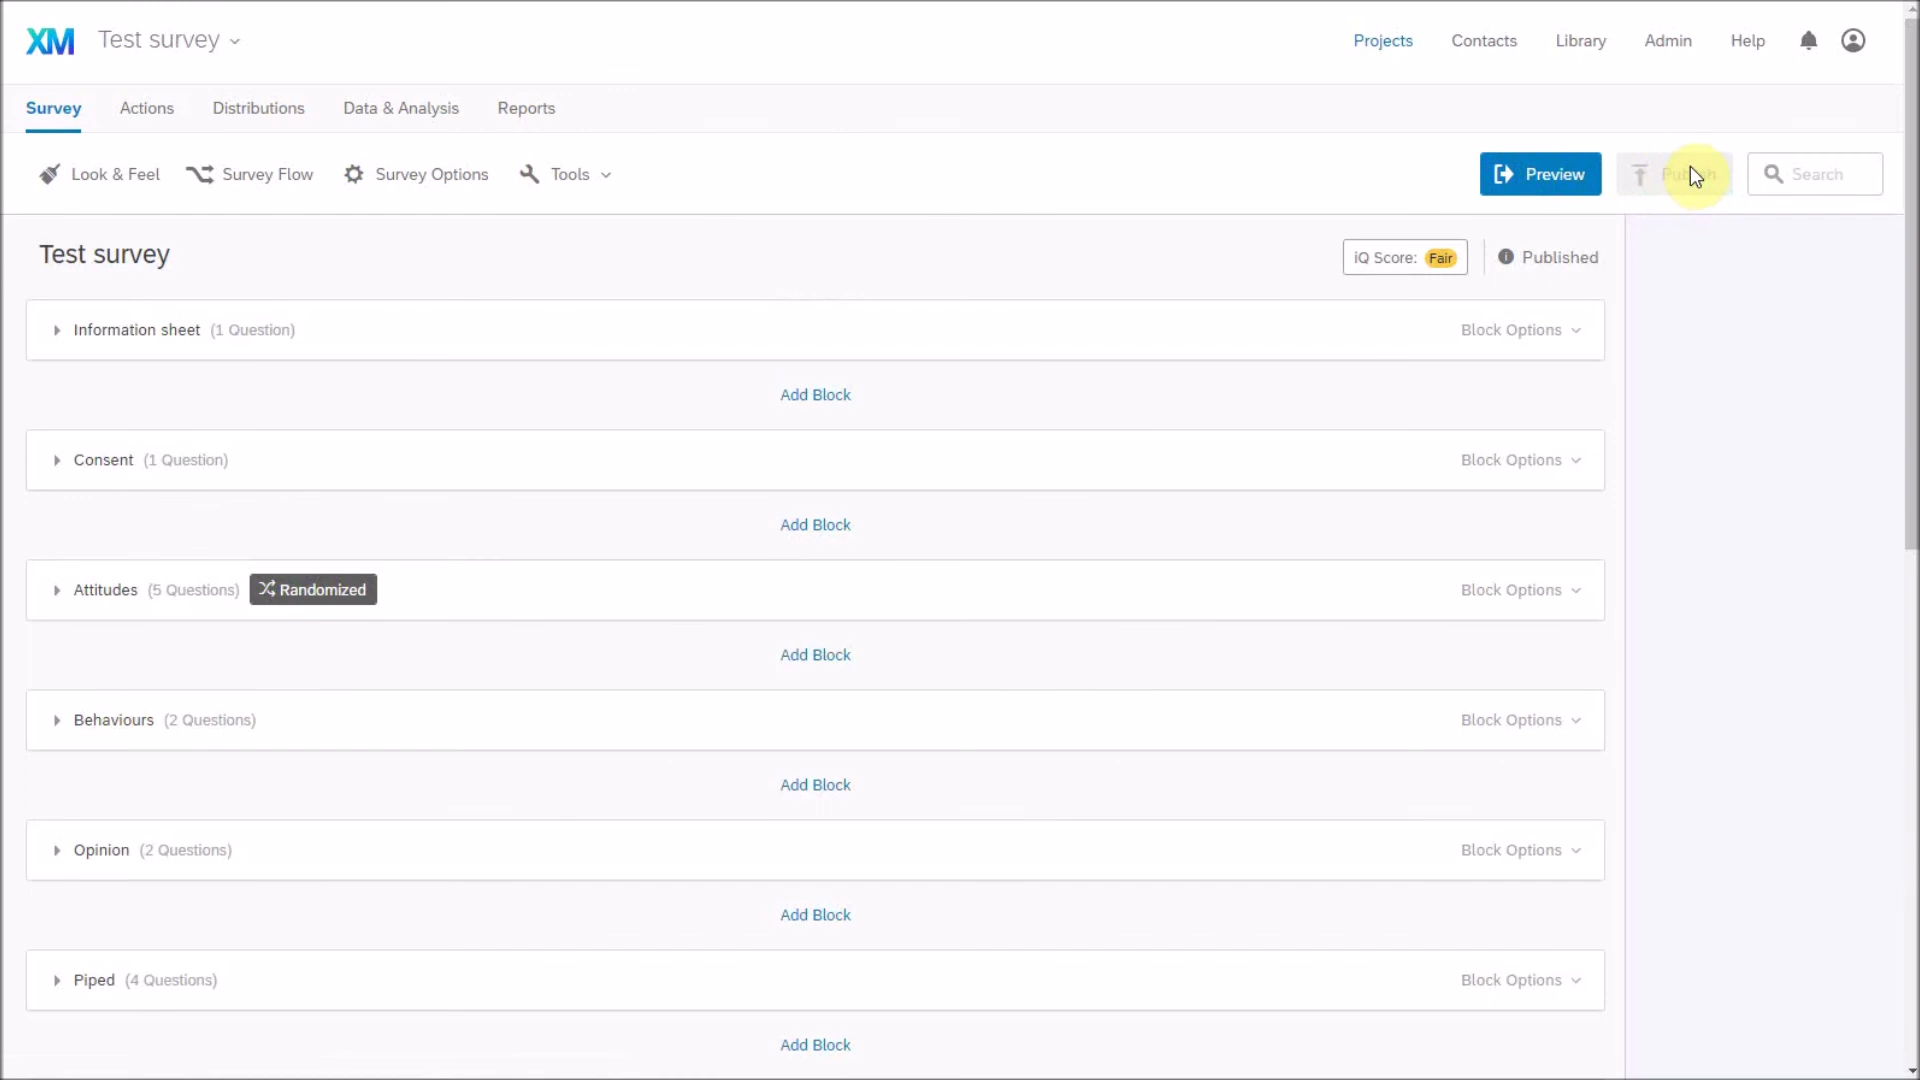 XM Test survey
Projects Contacts Library Admin Help
Survey Actions Distributions Data & Analysis Reports
Look & Feel Survey Flow Survey Options Tools Preview Publish Search
Test survey iQ Score: Fair Published
Information sheet (1 Question) Block Options
Add Block
Consent (1 Question) Block Options
Add Block
Attitudes (5 Questions) Randomized Block Options
Add Block
Behaviours (2 Questions) Block Options
Add Block
Opinion (2 Questions) Block Options
Add Block
Piped (4 Questions) Block Options
Add Block